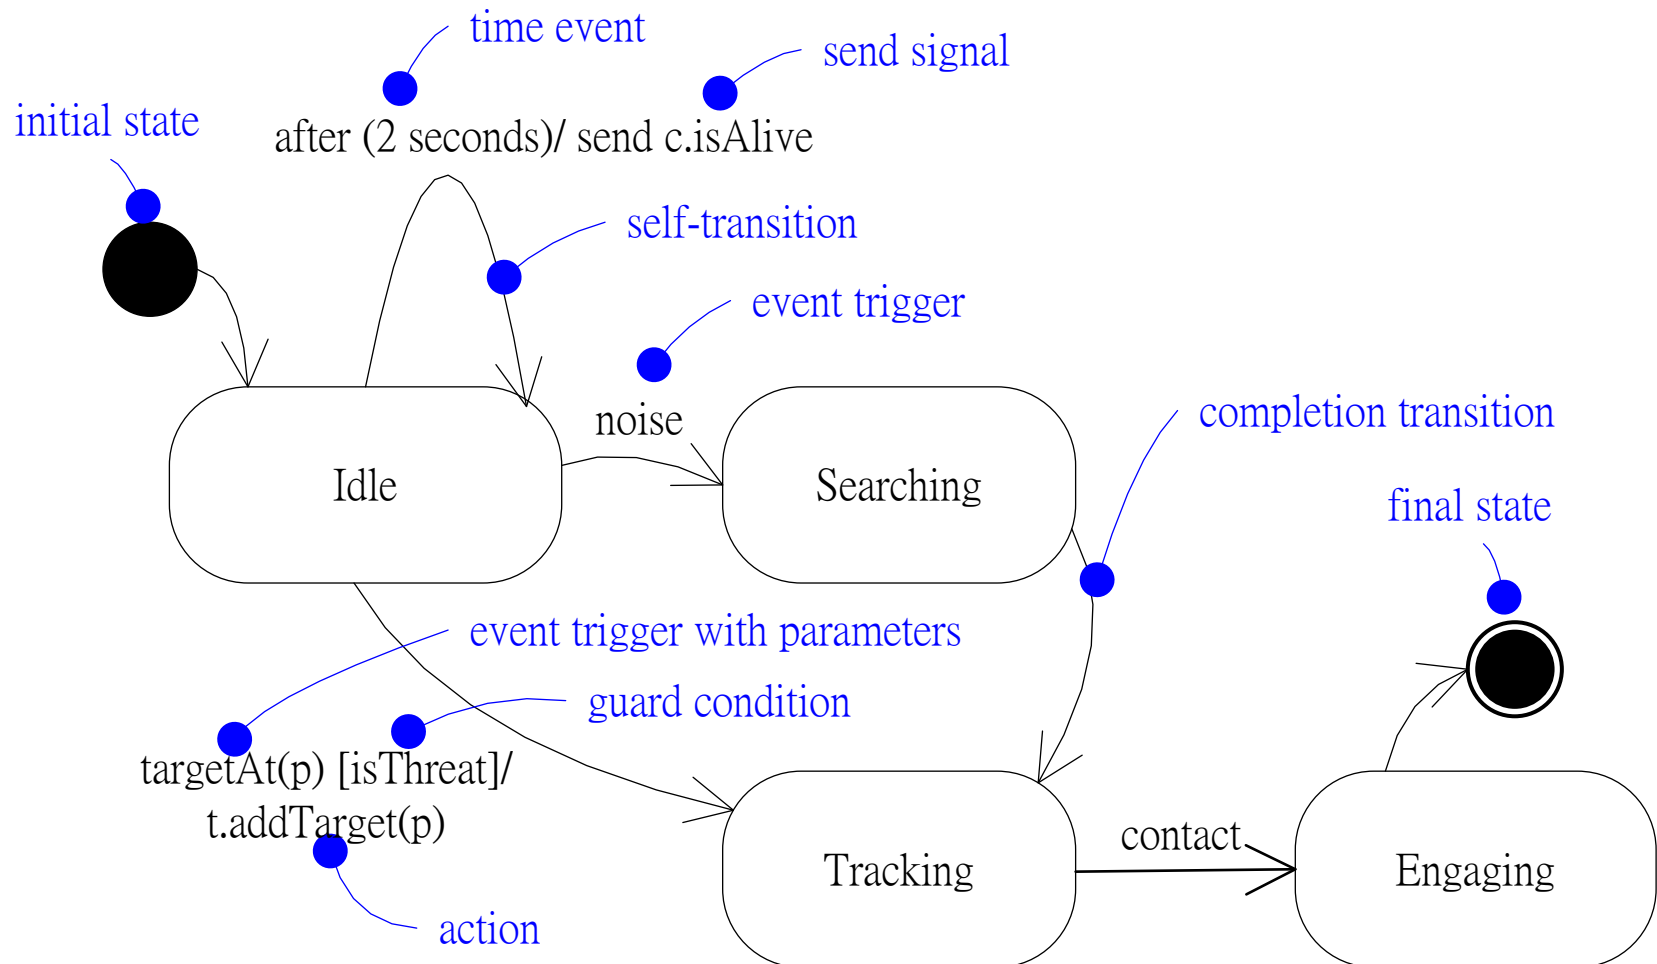 time event
send signal
initial state
after (2 seconds)/ send c.isAlive
self-transition
event trigger
noise
completion transition
Idle
Searching
final state
event trigger with parameters
guard condition
targetAt(p) [isThreat]/
t.addTarget(p)
contact
Tracking
Engaging
action